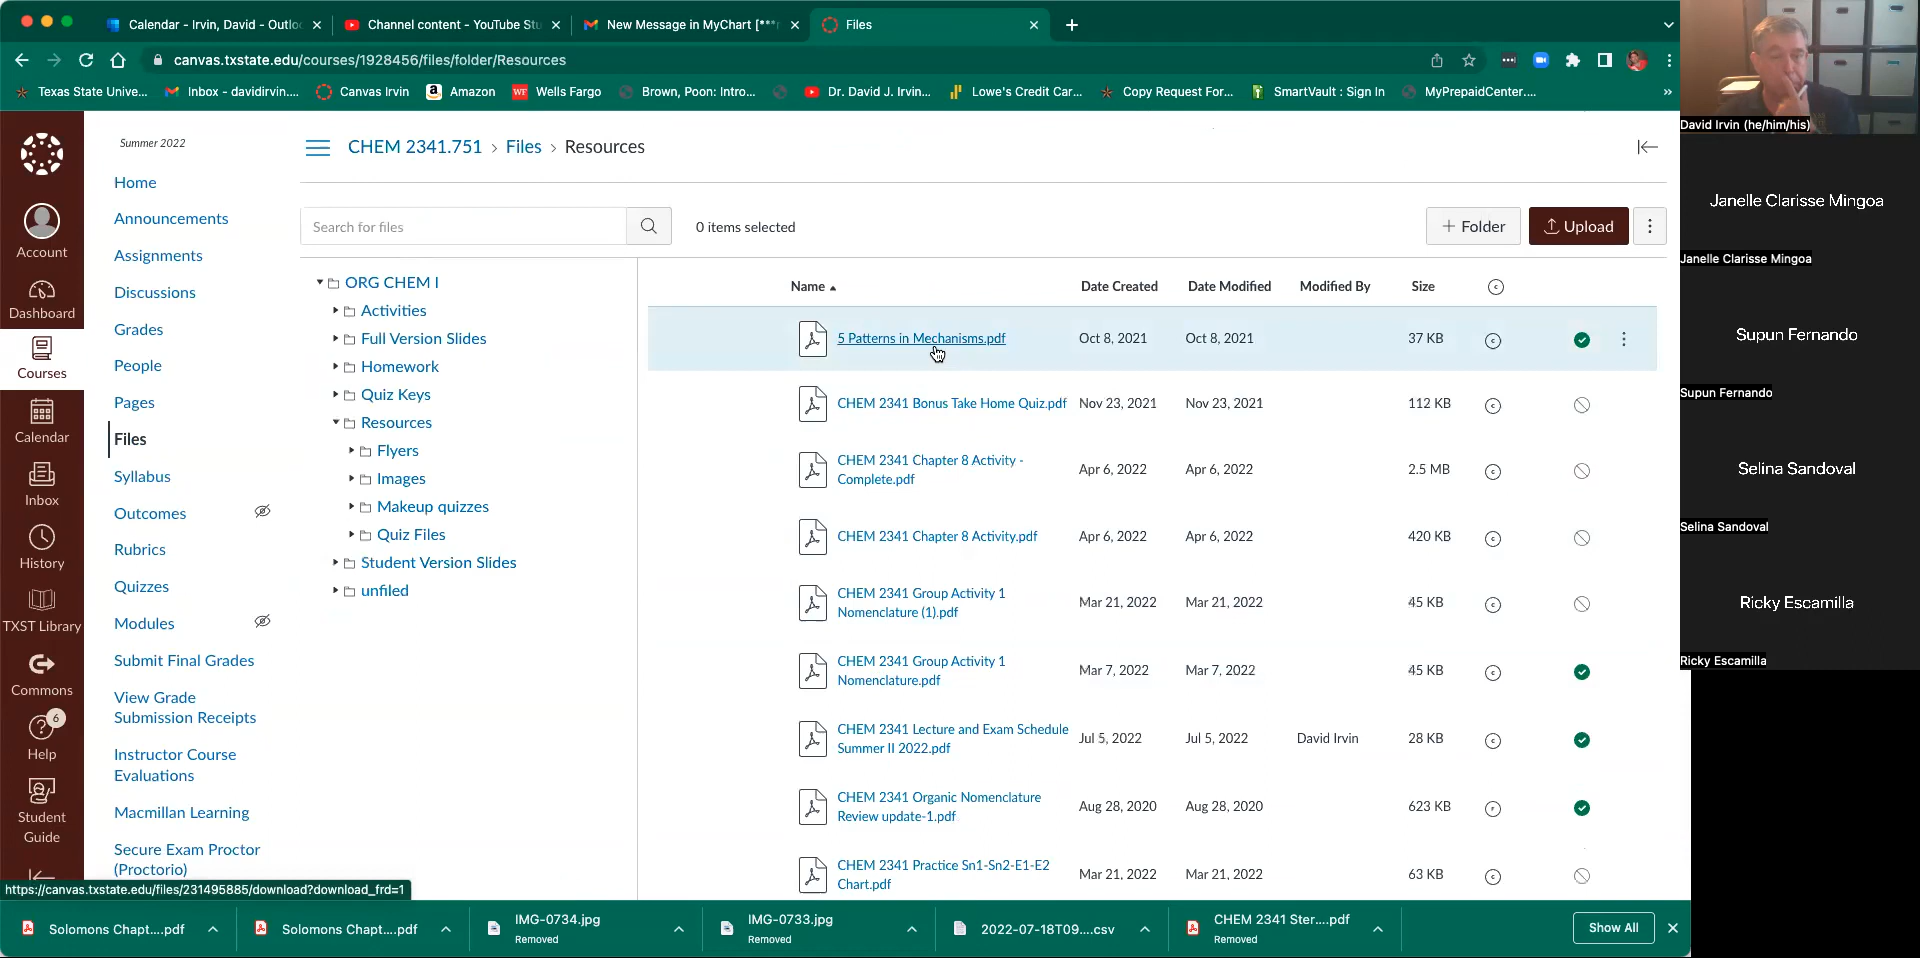 Calendar - Irvin, David - Outlo
Channel content - YouTube Stu
New Message in MyChart [***
Files
canvas.txstate.edu/courses/1928456/files/folder/Resources
Texas State Unive...
Inbox - davidirvin....
Canvas Irvin
Amazon
Wells Fargo
Brown, Poon: Intro...
Dr. David J. Irvin...
Lowe's Credit Car...
Copy Request For...
SmartVault : Sign In
MyPrepaidCenter....
»
Account
Dashboard
Courses
Calendar
Inbox
History
TXST Library
Commons
6
Help
Student
Guide
Summer 2022
Home
Announcements
Assignments
Discussions
Grades
People
Pages
Files
Syllabus
Outcomes
Rubrics
Quizzes
Modules
Submit Final Grades
View Grade
Submission Receipts
Instructor Course
Evaluations
Macmillan Learning
Secure Exam Proctor
(Proctorio)
https://canvas.txstate.edu/files/231495885/download?download_frd=1
CHEM 2341.751 > Files > Resources
Search for files
0 items selected
+ Folder
Upload
ORG CHEM I
Activities
Full Version Slides
Homework
Quiz Keys
Resources
Flyers
Images
Makeup quizzes
Quiz Files
Student Version Slides
unfiled
Name Date Created Date Modified Modified By Size
5 Patterns in Mechanisms.pdf Oct 8, 2021 Oct 8, 2021 37 KB
CHEM 2341 Bonus Take Home Quiz.pdf Nov 23, 2021 Nov 23, 2021 112 KB
CHEM 2341 Chapter 8 Activity -
Complete.pdf Apr 6, 2022 Apr 6, 2022 2.5 MB
CHEM 2341 Chapter 8 Activity.pdf Apr 6, 2022 Apr 6, 2022 420 KB
CHEM 2341 Group Activity 1
Nomenclature (1).pdf Mar 21, 2022 Mar 21, 2022 45 KB
CHEM 2341 Group Activity 1
Nomenclature.pdf Mar 7, 2022 Mar 7, 2022 45 KB
CHEM 2341 Lecture and Exam Schedule
Summer II 2022.pdf Jul 5, 2022 Jul 5, 2022 David Irvin 28 KB
CHEM 2341 Organic Nomenclature
Review update-1.pdf Aug 28, 2020 Aug 28, 2020 623 KB
CHEM 2341 Practice Sn1-Sn2-E1-E2
Chart.pdf Mar 21, 2022 Mar 21, 2022 63 KB
Solomons Chapt....pdf
Solomons Chapt....pdf
IMG-0734.jpg
Removed
IMG-0733.jpg
Removed
2022-07-18T09....csv
CHEM 2341 Ster....pdf
Removed
Show All
David Irvin (he/him/his)
Janelle Clarisse Mingoa
Janelle Clarisse Mingoa
Supun Fernando
Supun Fernando
Selina Sandoval
Selina Sandoval
Ricky Escamilla
Ricky Escamilla